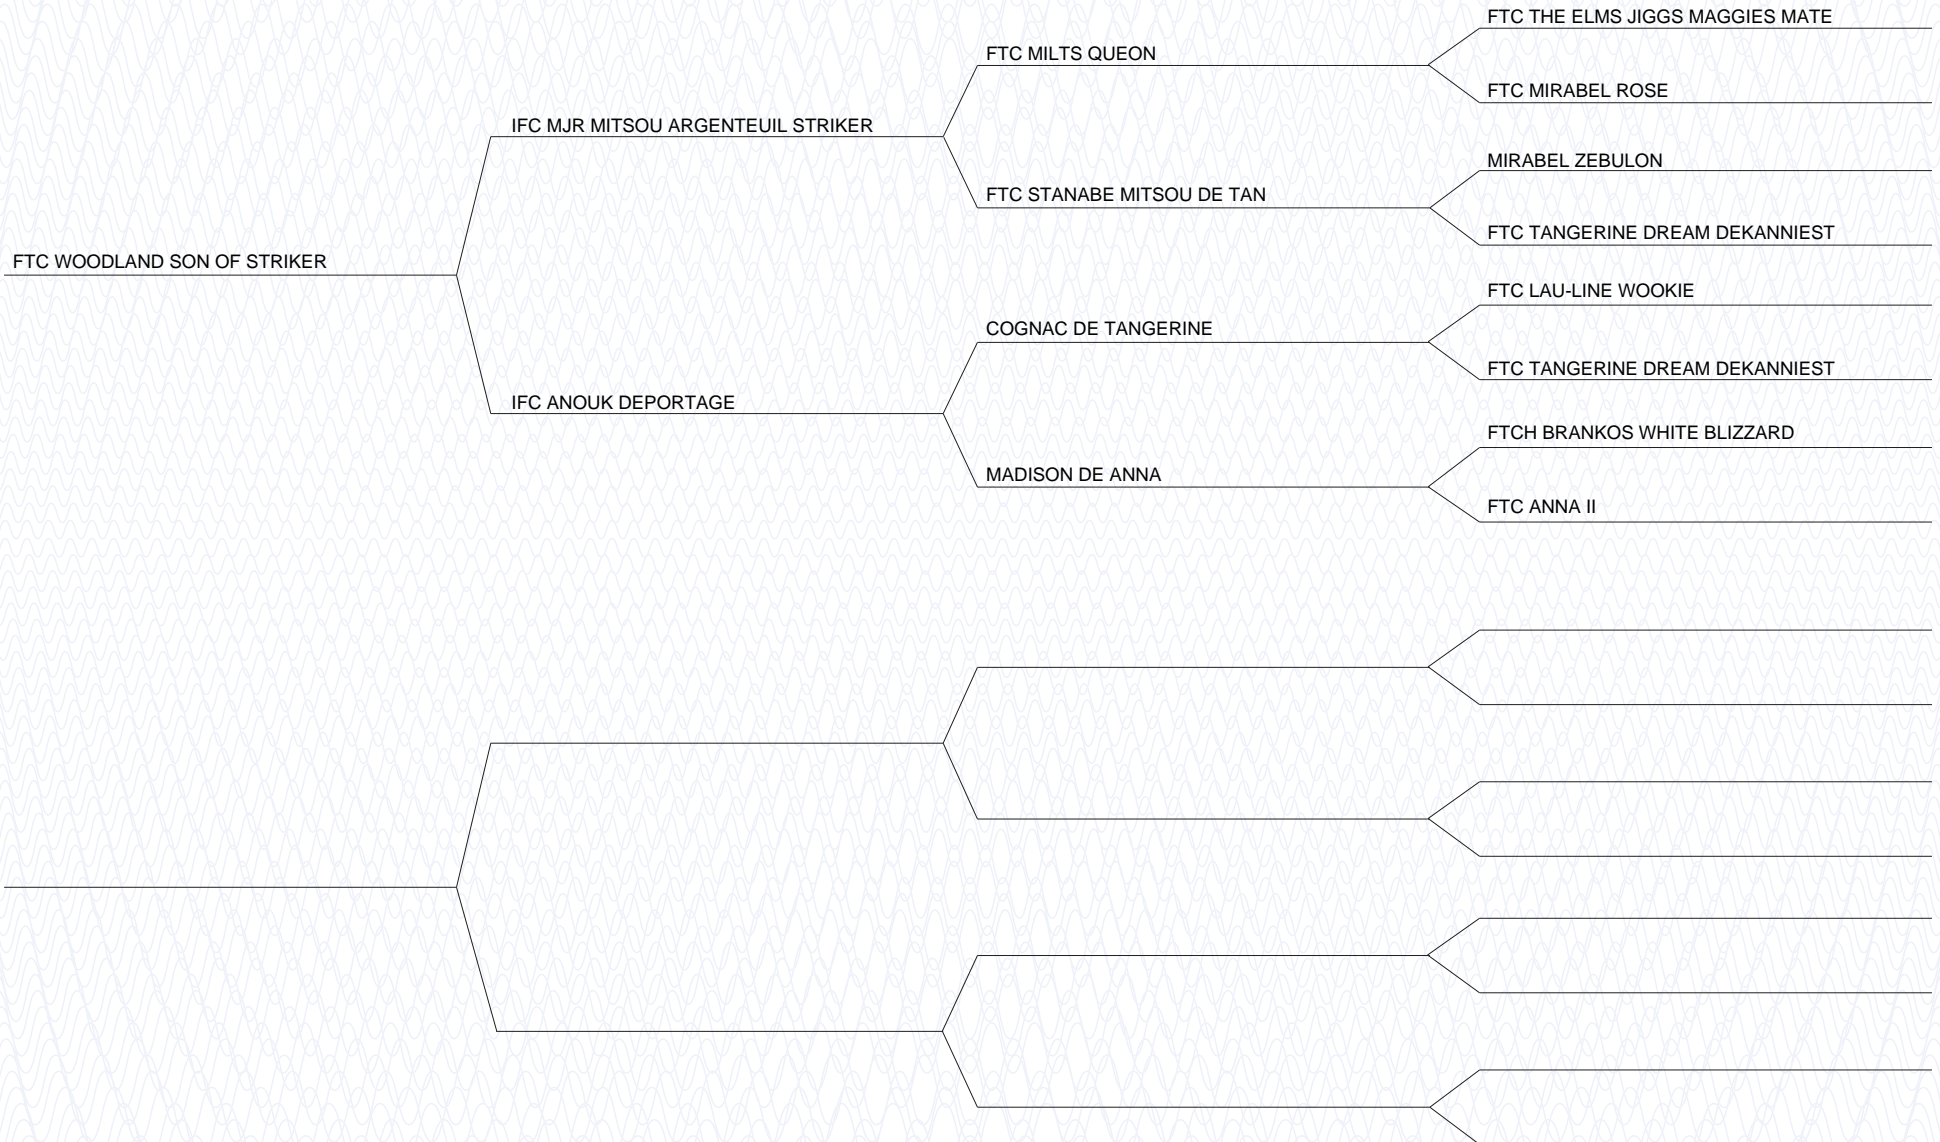 FTC THE ELMS JIGGS MAGGIES MATE
FTC MILTS QUEON
FTC MIRABEL ROSE
IFC MJR MITSOU ARGENTEUIL STRIKER
MIRABEL ZEBULON
FTC STANABE MITSOU DE TAN
FTC TANGERINE DREAM DEKANNIEST
FTC WOODLAND SON OF STRIKER
FTC LAU-LINE WOOKIE
COGNAC DE TANGERINE
FTC TANGERINE DREAM DEKANNIEST
IFC ANOUK DEPORTAGE
FTCH BRANKOS WHITE BLIZZARD
MADISON DE ANNA
FTC ANNA II